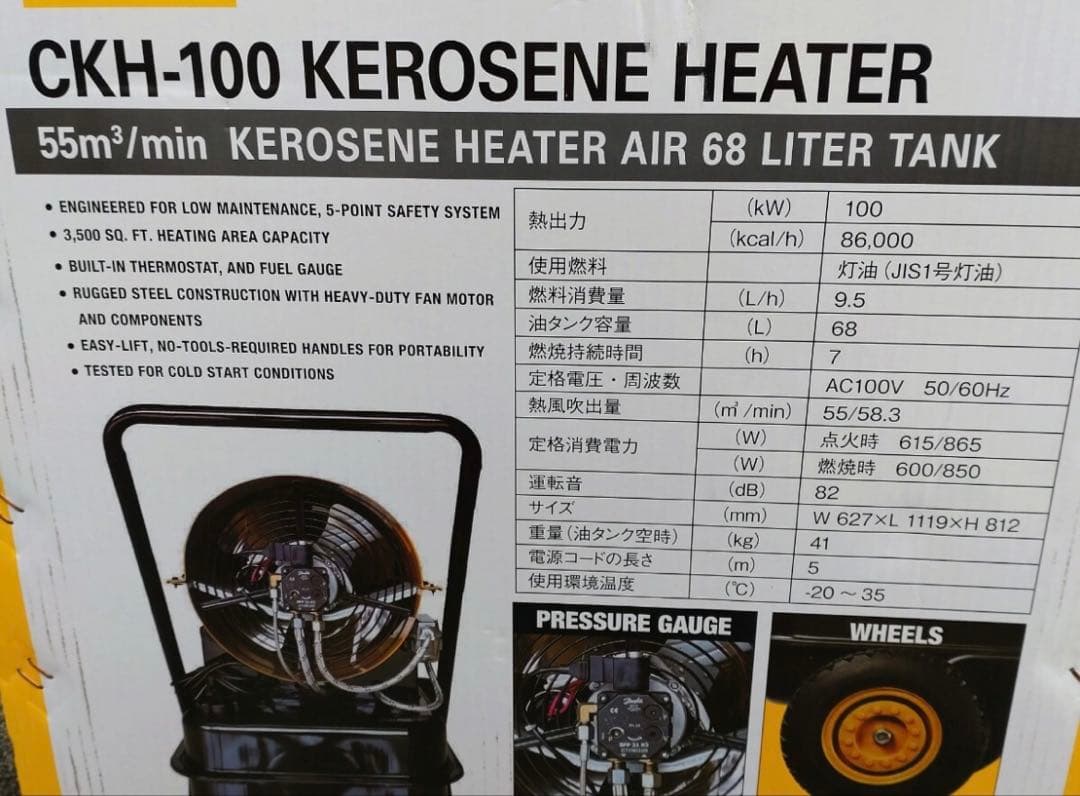 CKH-100 KEROSENE HEATER
55m³/min KEROSENE HEATER AIR 68 LITER TANK
• ENGINEERED FOR LOW MAINTENANCE, 5-POINT SAFETY SYSTEM
• 3,500 SQ. FT. HEATING AREA CAPACITY
• BUILT-IN THERMOSTAT, AND FUEL GAUGE
• RUGGED STEEL CONSTRUCTION WITH HEAVY-DUTY FAN MOTOR
AND COMPONENTS
• EASY-LIFT, NO-TOOLS-REQUIRED HANDLES FOR PORTABILITY
• TESTED FOR COLD START CONDITIONS
熱出力 (kW) 100
(kcal/h) 86,000
使用燃料 灯油(JIS1号灯油)
燃料消費量 (L/h) 9.5
油タンク容量 (L) 68
燃焼持続時間 (h) 7
定格電圧・周波数 AC100V 50/60Hz
熱風吹出量 (㎥/min) 55/58.3
定格消費電力 (W) 点火時 615/865
(W) 燃焼時 600/850
運転音 (dB) 82
サイズ (mm) W 627×L 1119×H 812
重量(油タンク空時) (kg) 41
電源コードの長さ (m) 5
使用環境温度 (℃) -20～35
PRESSURE GAUGE
WHEELS
Danfoss